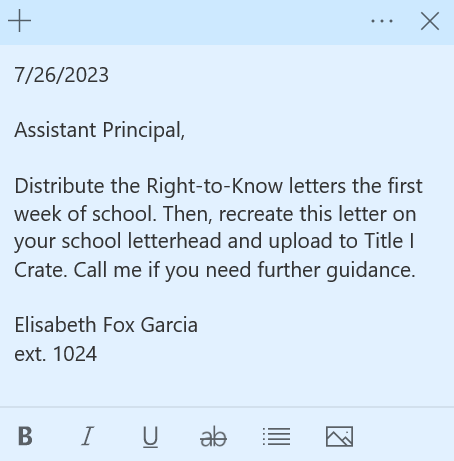 7/26/2023
Assistant Principal,
Distribute the Right-to-Know letters the first
week of school. Then, recreate this letter on
your school letterhead and upload to Title I
Crate. Call me if you need further guidance.
Elisabeth Fox Garcia
ext. 1024
B I U ab